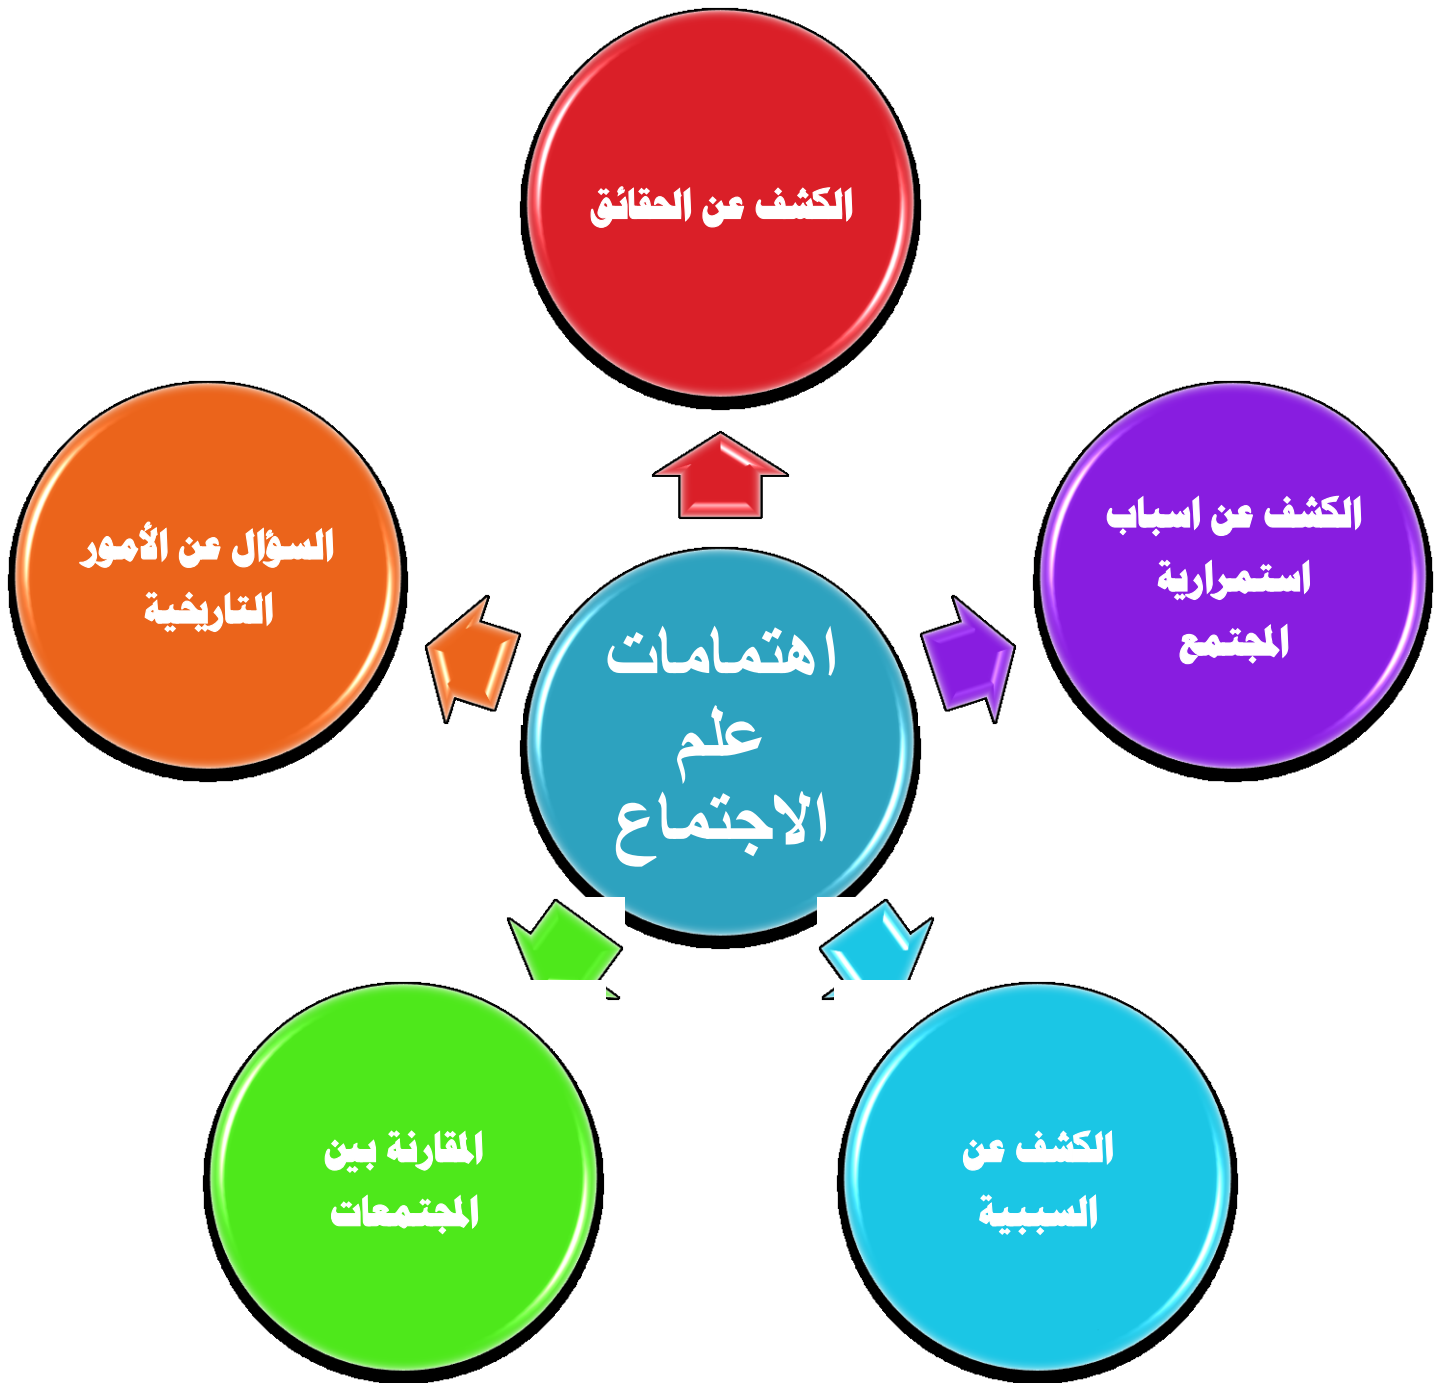 الكشف عن الحقائق
الكشف عن اسباب
استمرارية
المجتمع
السؤال عن الأمور
التاريخية
اهتمامات
علم
الاجتماع
الكشف عن
السببية
المقارنة بين
المجتمعات